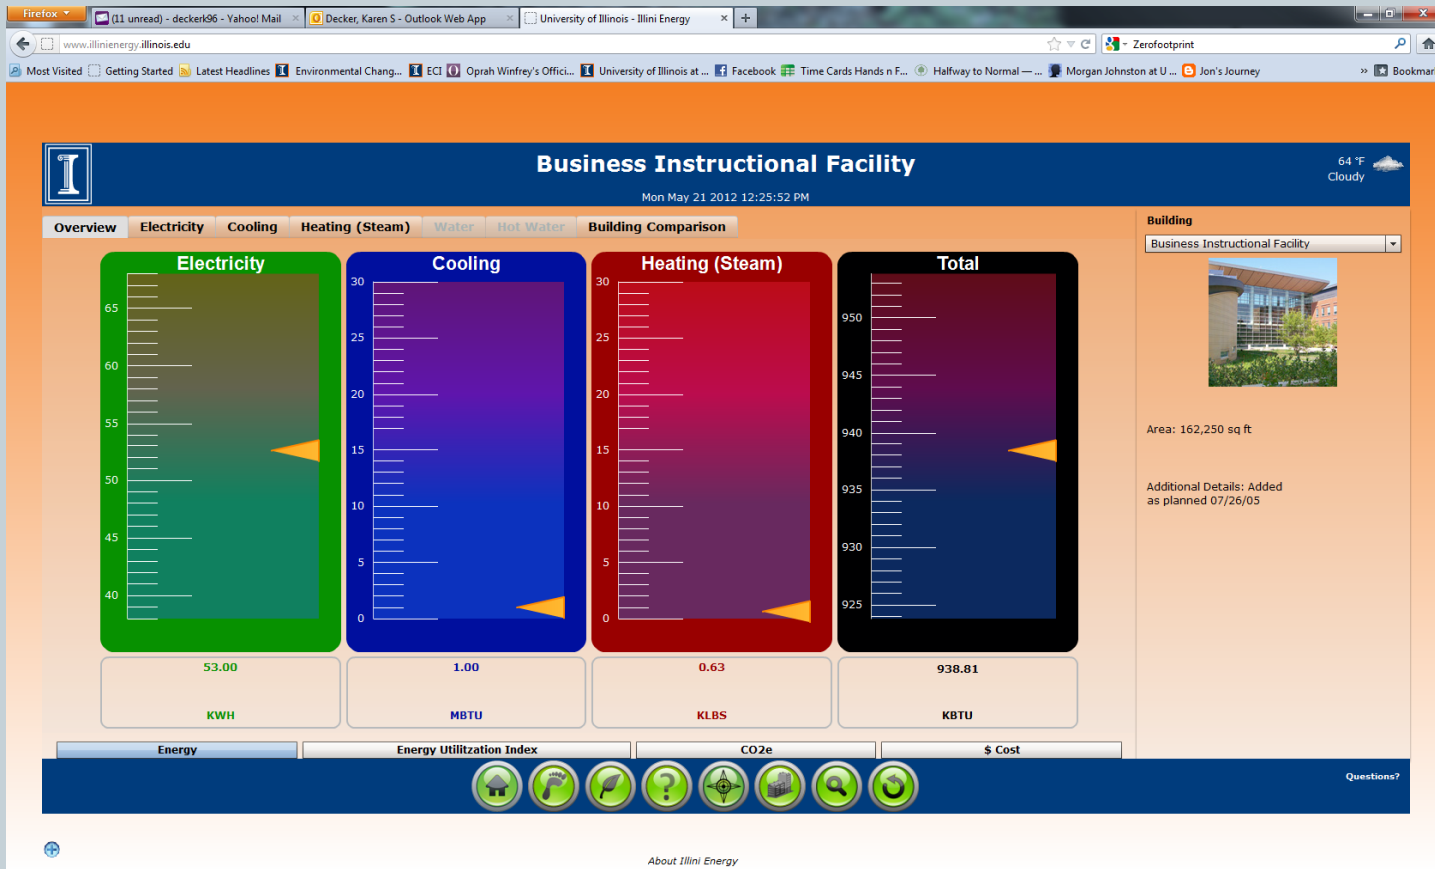 Firefox
(11 unread) - deckerk96 - Yahoo! Mail
Decker, Karen S - Outlook Web App
University of Illinois - Illini Energy
www.illinienergy.illinois.edu
Zerofootprint
Most Visited Getting Started Latest Headlines Environmental Chang... ECI Oprah Winfrey's Offici... University of Illinois at ... Facebook Time Cards Hands n F... Halfway to Normal — ... Morgan Johnston at U ... Jon's Journey » Bookmar
Business Instructional Facility
Mon May 21 2012 12:25:52 PM
64 °F
Cloudy
Overview Electricity Cooling Heating (Steam) Water Hot Water Building Comparison
Electricity
65
60
55
50
45
40
53.00
KWH
Cooling
30
25
20
15
10
5
0
1.00
MBTU
Heating (Steam)
30
25
20
15
10
5
0
0.63
KLBS
Total
950
945
940
935
930
925
938.81
KBTU
Building
Business Instructional Facility
Area: 162,250 sq ft
Additional Details: Added
as planned 07/26/05
Energy Energy Utilitzation Index CO2e $ Cost
Questions?
About Illini Energy